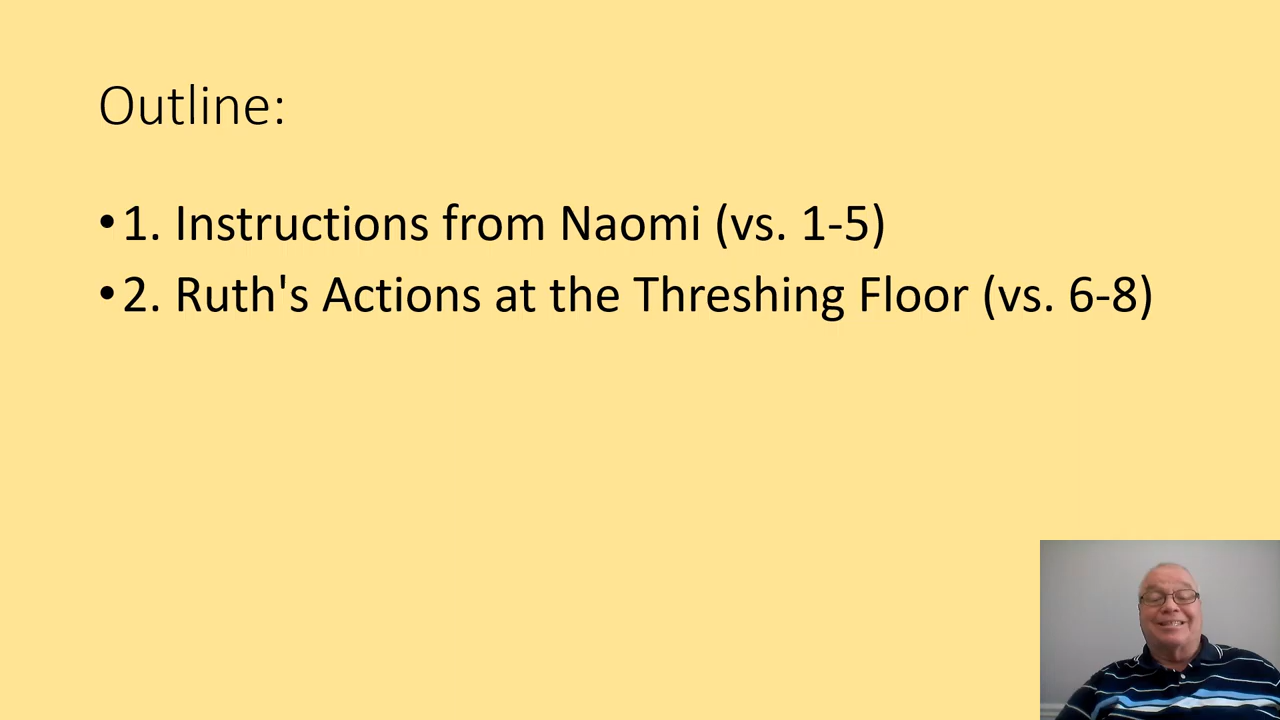 Outline:
•1. Instructions from Naomi (vs. 1-5)
•2. Ruth's Actions at the Threshing Floor (vs. 6-8)